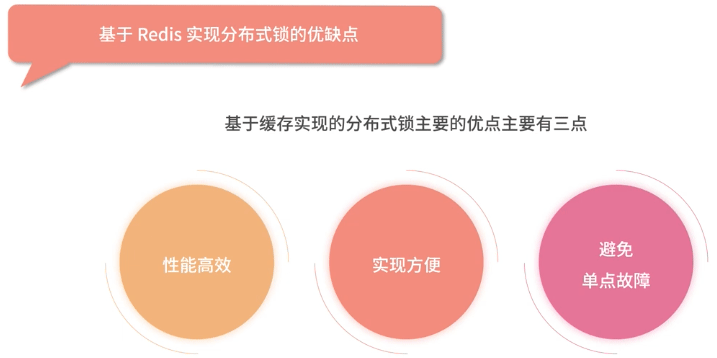 基于 Redis 实现分布式锁的优缺点
基于缓存实现的分布式锁主要的优点主要有三点
性能高效
实现方便
避免
单点故障